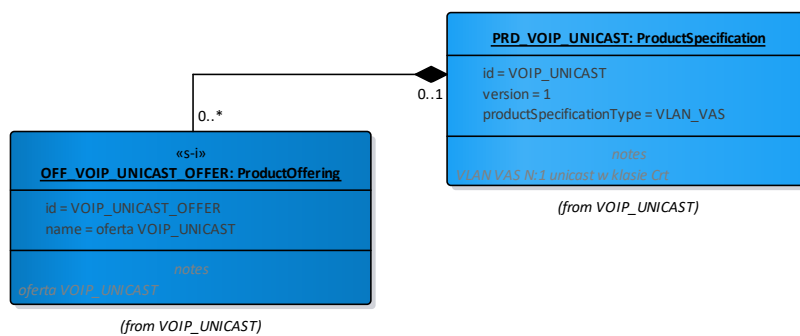 PRD_VOIP_UNICAST: ProductSpecification
id = VOIP_UNICAST
version = 1
productSpecificationType = VLAN_VAS
notes
VLAN VAS N:1 unicast w klasie Crt
(from VOIP_UNICAST)
0..1
0..*
«s-i»
OFF_VOIP_UNICAST_OFFER: ProductOffering
id = VOIP_UNICAST_OFFER
name = oferta VOIP_UNICAST
notes
oferta VOIP_UNICAST
(from VOIP_UNICAST)